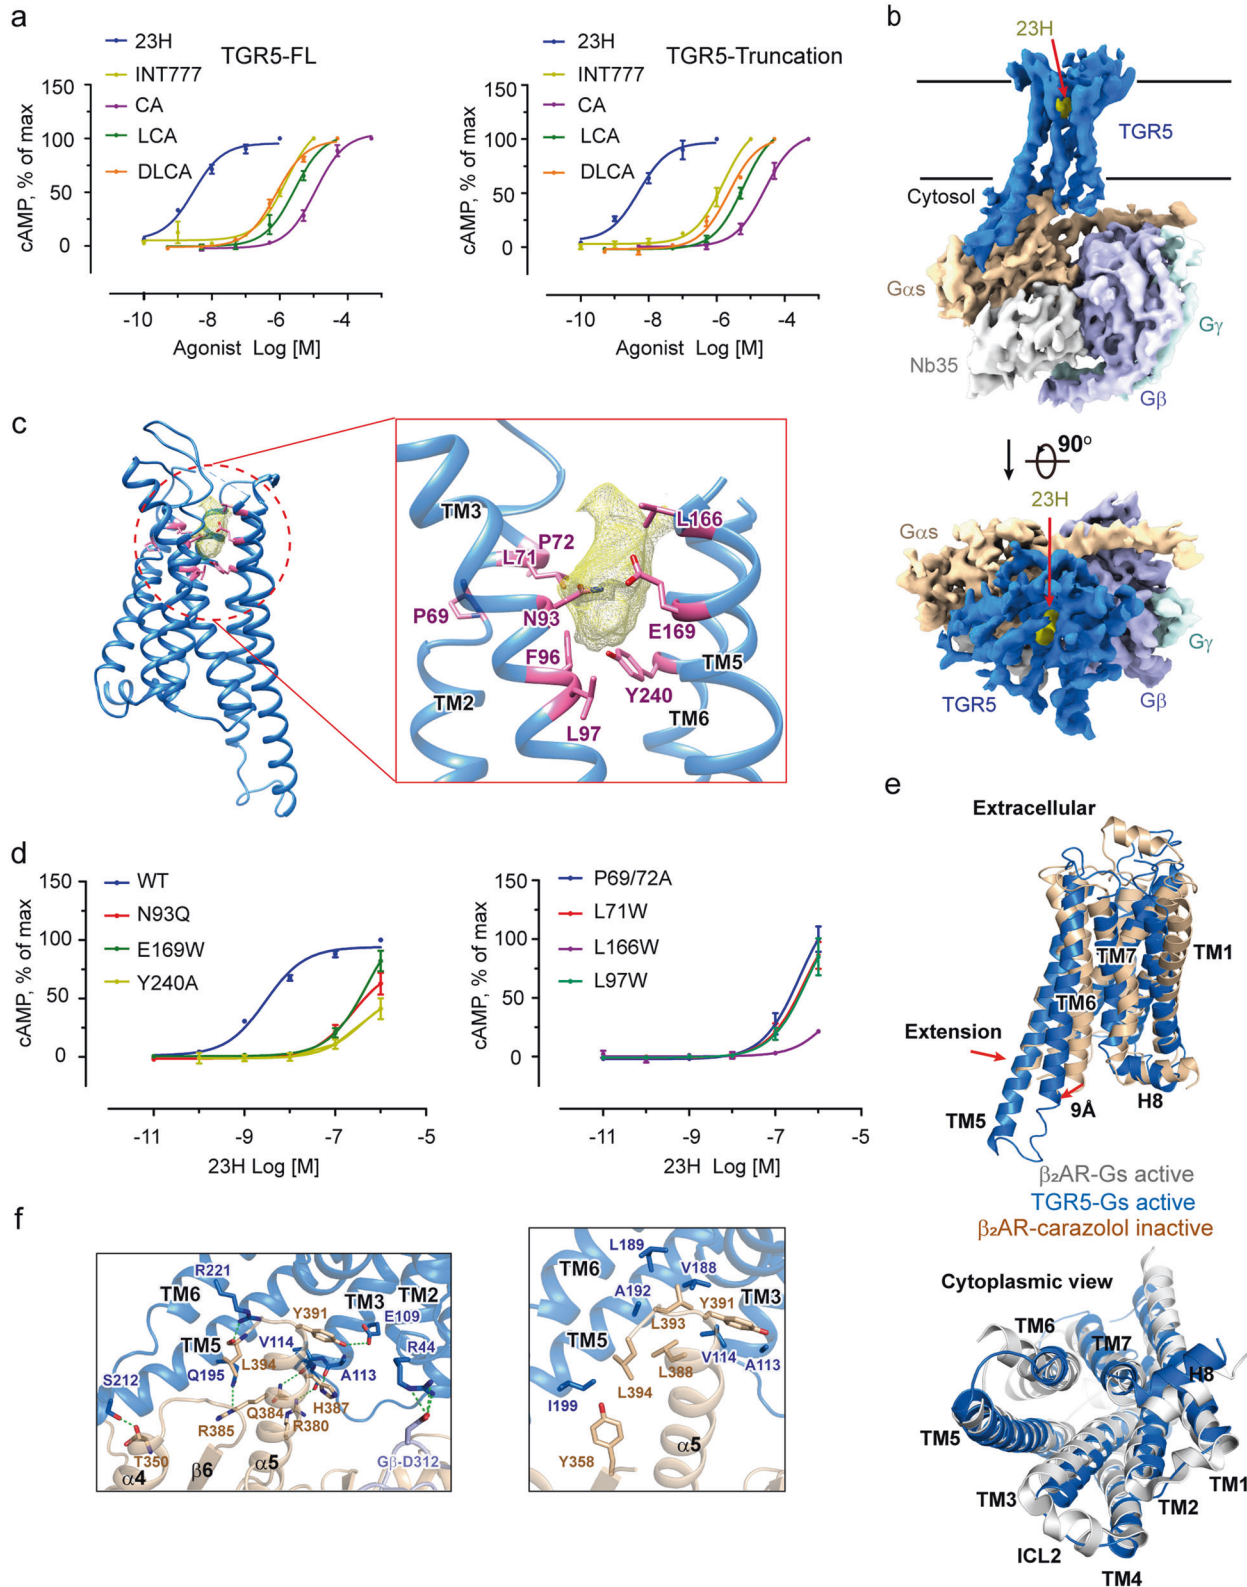 a
TGR5-FL
23H
INT777
CA
LCA
DLCA
cAMP, % of max
150
100
50
0
-10
-8
-6
-4
Agonist Log [M]
TGR5-Truncation
23H
INT777
CA
LCA
DLCA
cAMP, % of max
150
100
50
0
-10
-8
-6
-4
Agonist Log [M]
b
23H
TGR5
Cytosol
Gαs
Gγ
Nb35
Gβ
90°
23H
Gαs
Gγ
TGR5
Gβ
c
TM3
L166
P72
L71
P69
N93
E169
F96
TM5
Y240
TM2
TM6
L97
d
WT
N93Q
E169W
Y240A
cAMP, % of max
150
100
50
0
-11
-9
-7
-5
23H Log [M]
P69/72A
L71W
L166W
L97W
cAMP, % of max
150
100
50
0
-11
-9
-7
-5
23H Log [M]
e
Extracellular
TM7
TM1
TM6
Extension
9Å
H8
TM5
β₂AR-Gs active
TGR5-Gs active
β₂AR-carazolol inactive
Cytoplasmic view
TM6
TM7
H8
TM5
TM3
TM1
TM2
ICL2
TM4
f
R221
TM6
Y391
TM3
TM2
E109
TM5
V114
R44
L394
A113
Q195
S212
Q384
H387
R385
R380
T350
α5
Gβ-D312
α4
β6
L189
TM6
V188
A192
Y391
TM3
L393
TM5
V114
A113
L388
L394
I199
Y358
α5